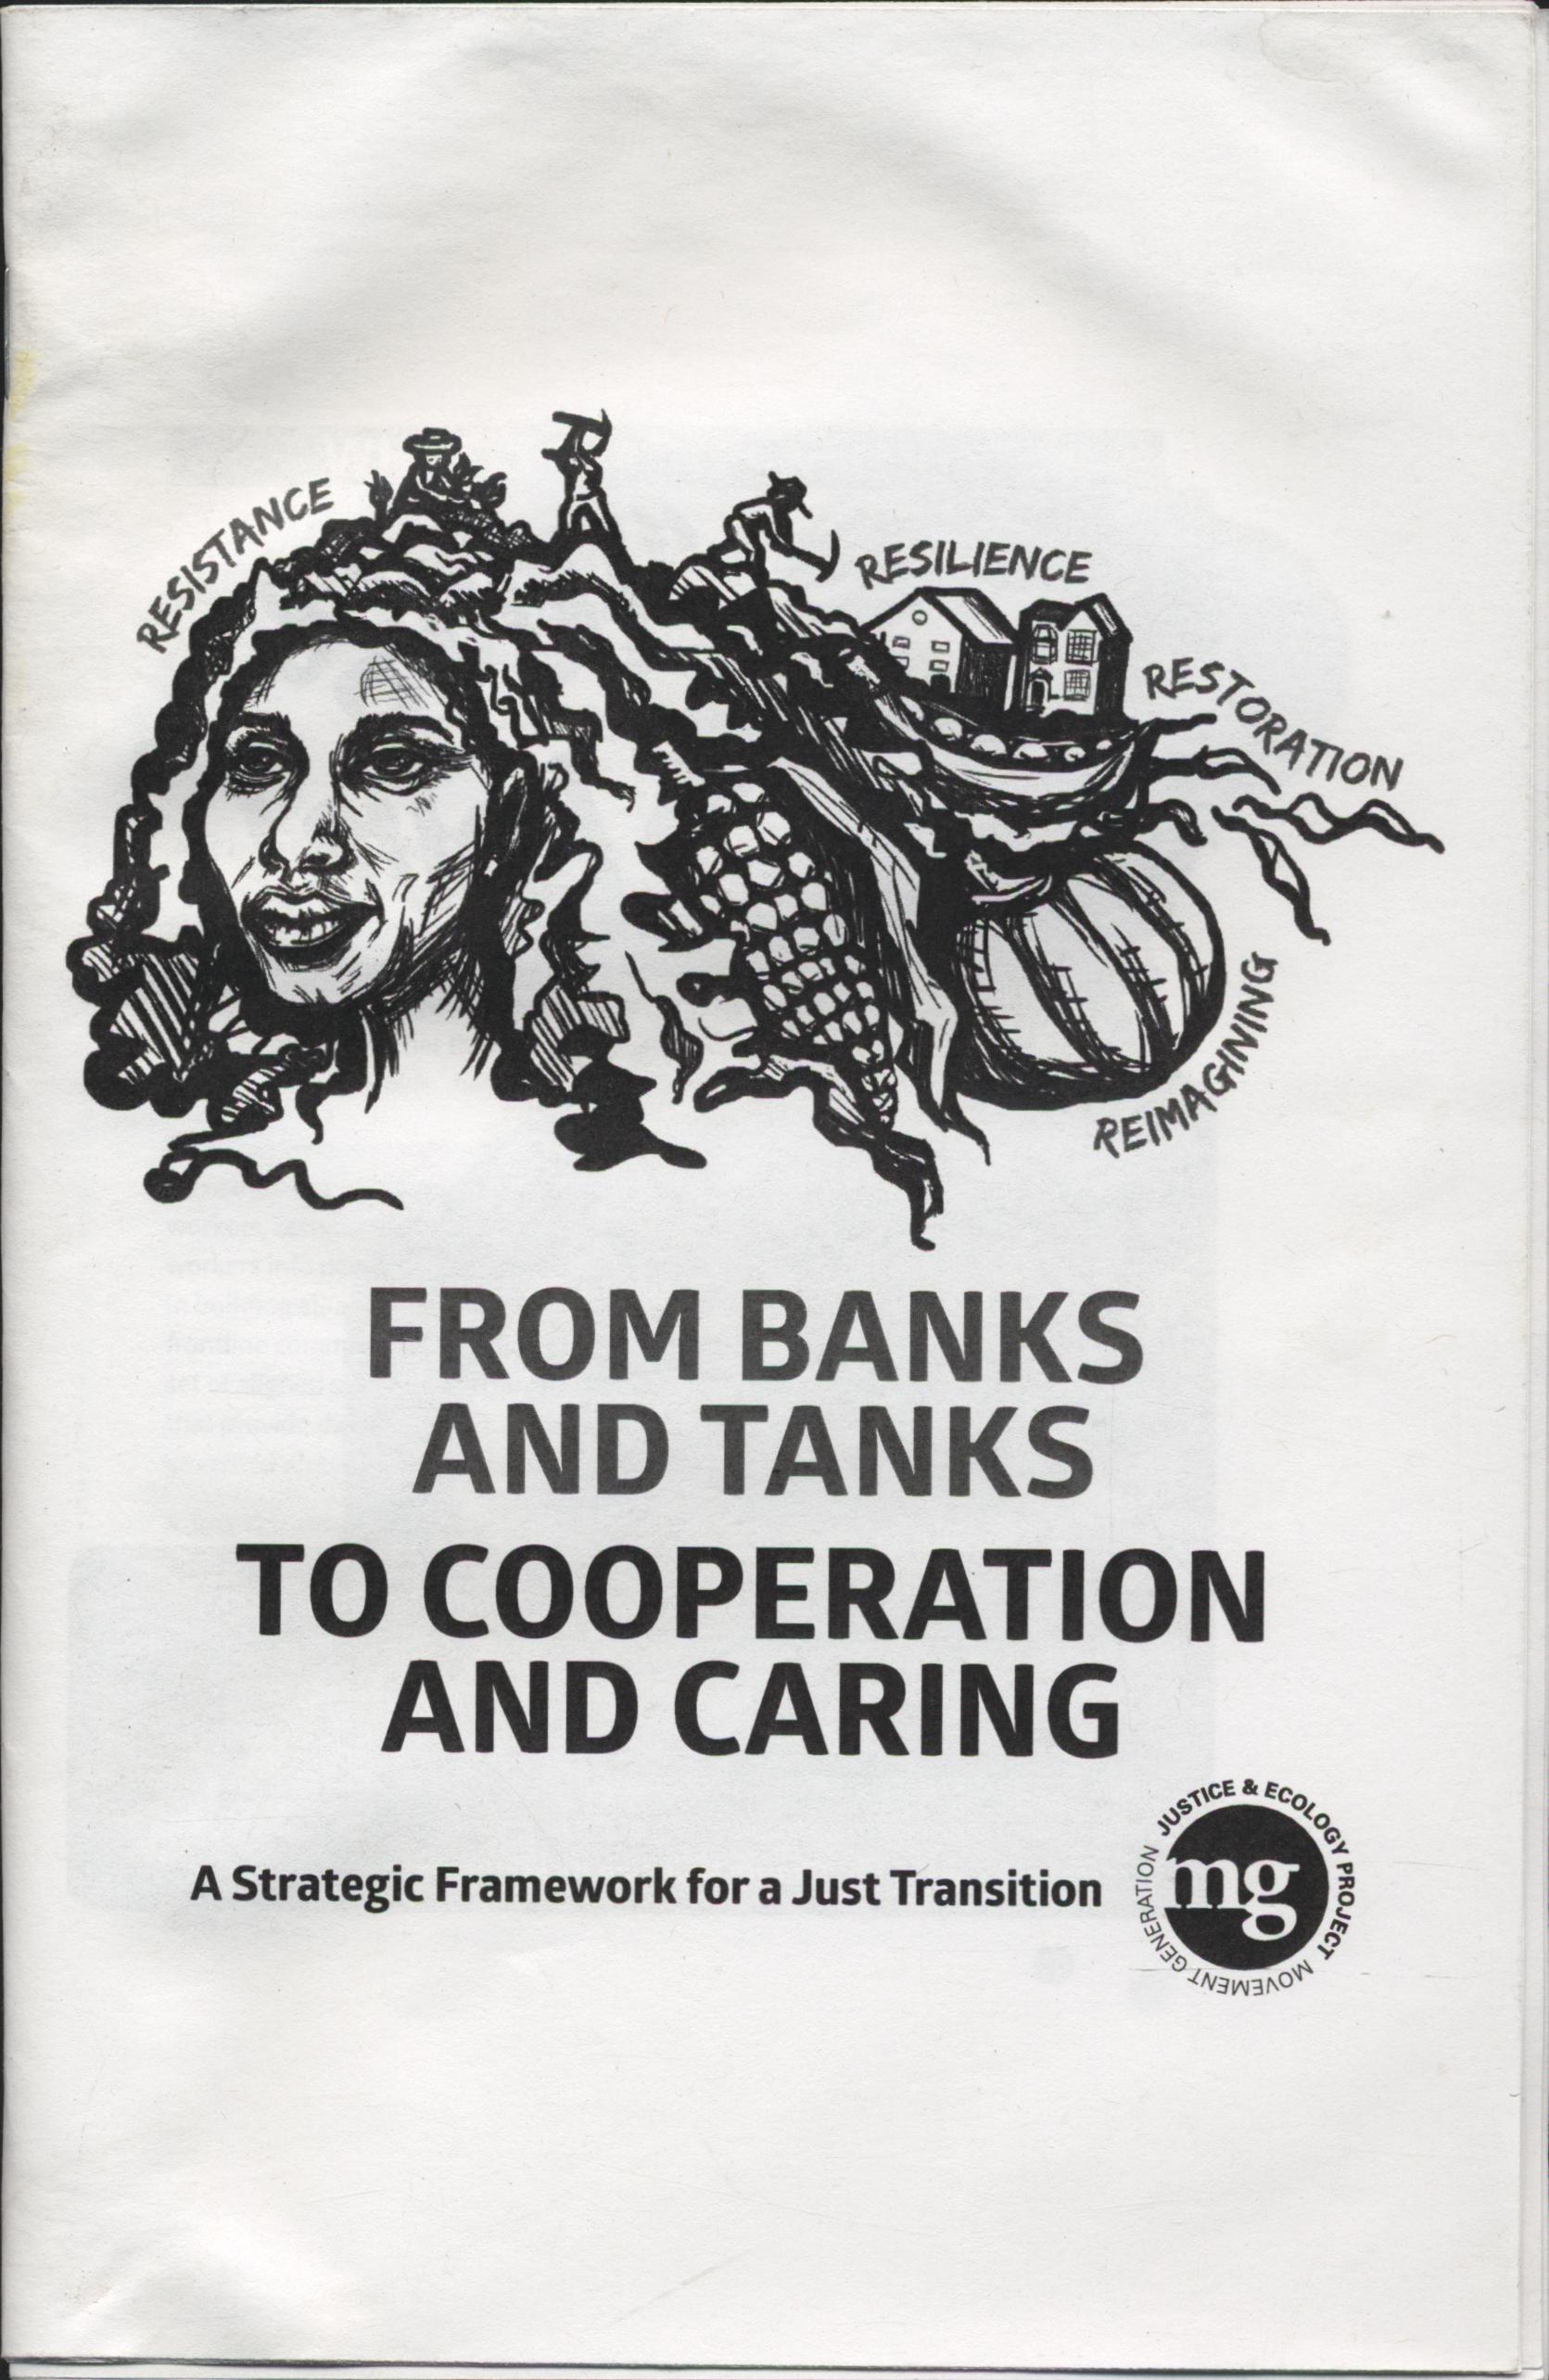 RESISTANCE
RESILIENCE
RESTORATION
REIMAGINING
FROM BANKS
AND TANKS
TO COOPERATION
AND CARING
A Strategic Framework for a Just Transition
JUSTICE & ECOLOGY PROJECT
MOVEMENT GENERATION
mg